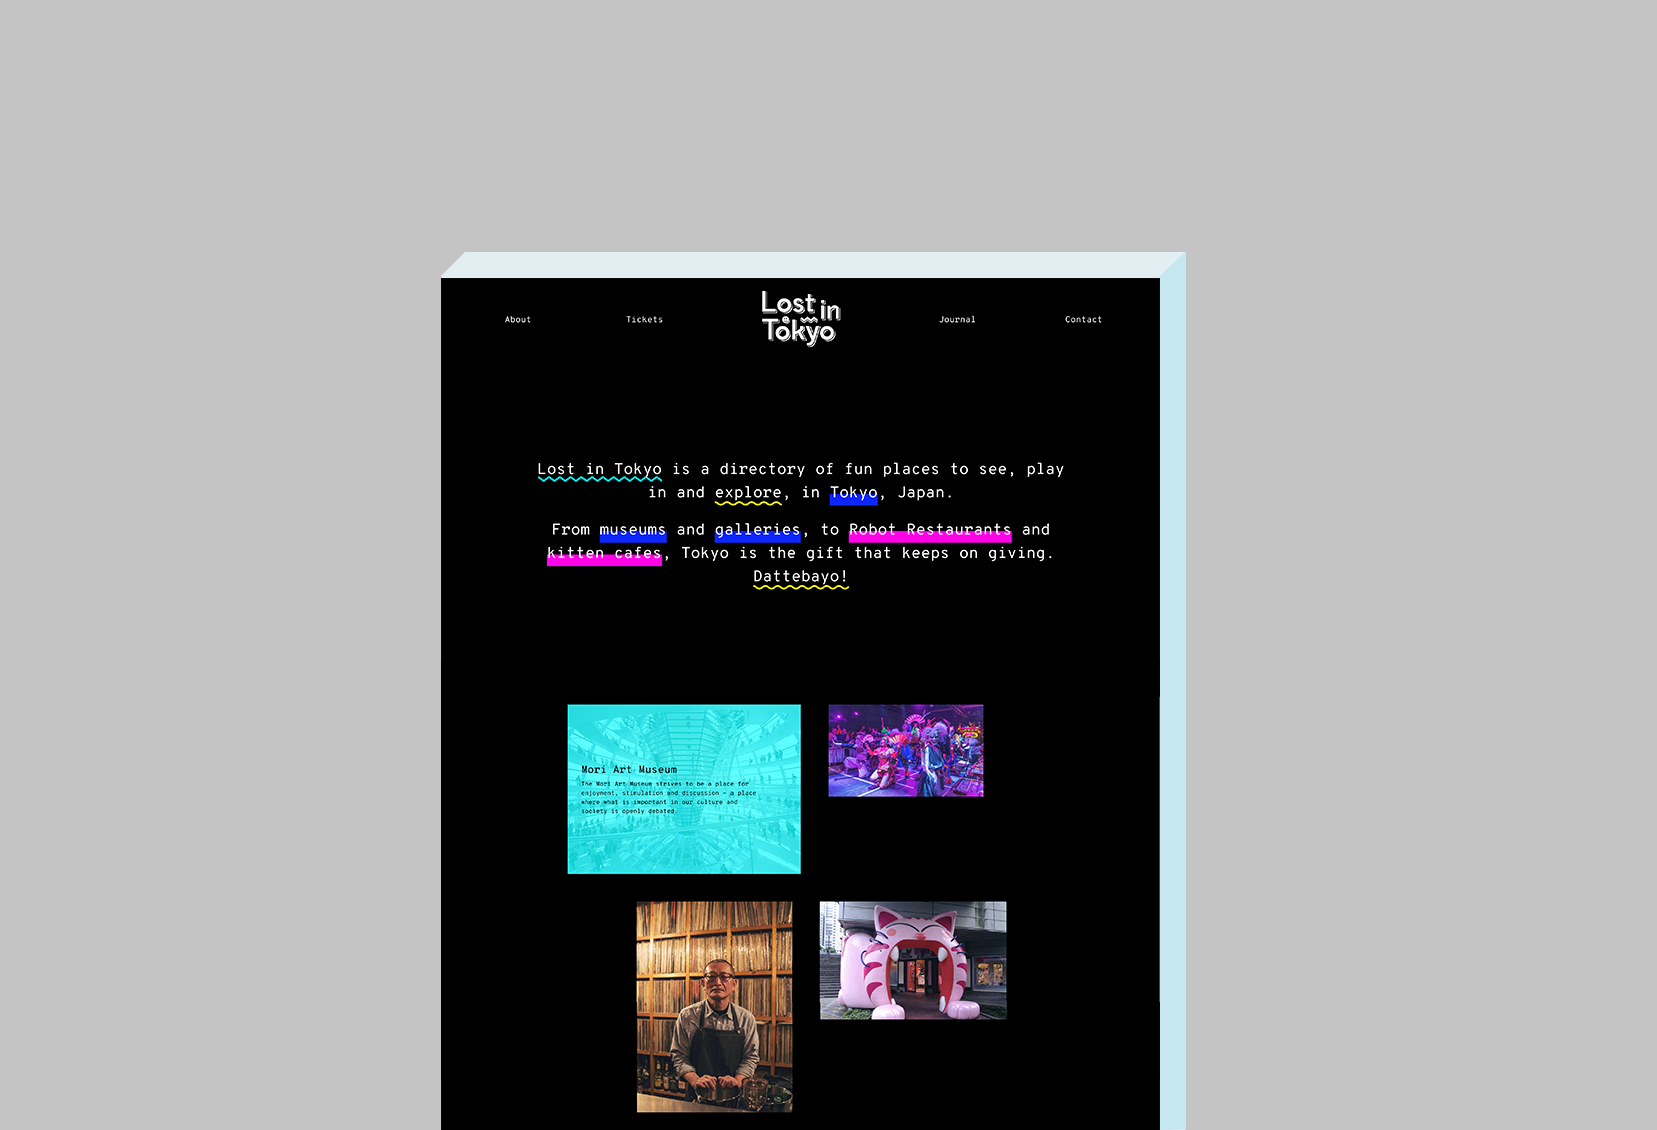 About
Tickets
Lost in
Tokyo
Journal
Contact
Lost in Tokyo is a directory of fun places to see, play
in and explore, in Tokyo, Japan.
From museums and galleries, to Robot Restaurants and
kitten cafes, Tokyo is the gift that keeps on giving.
Dattebayo!
Mori Art Museum
The Mori Art Museum strives to be a place for
enjoyment, stimulation and discussion – a place
where what is important in our culture and
society is openly debated.